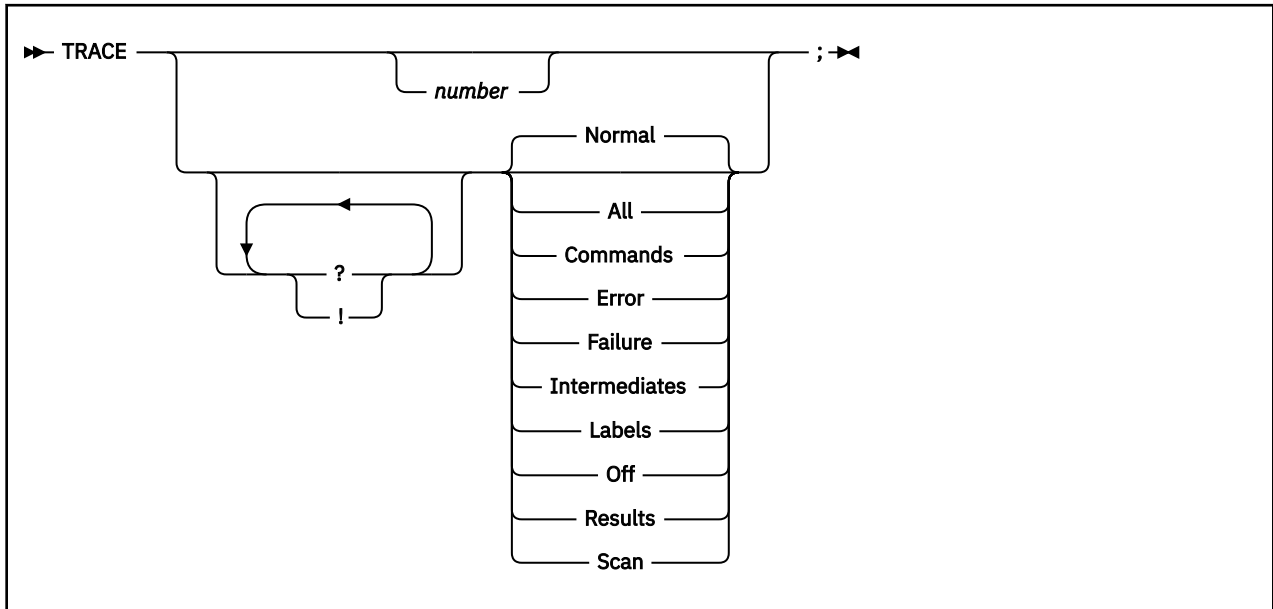 TRACE ;
number
Normal
All
Commands
?
Error
!
Failure
Intermediates
Labels
Off
Results
Scan